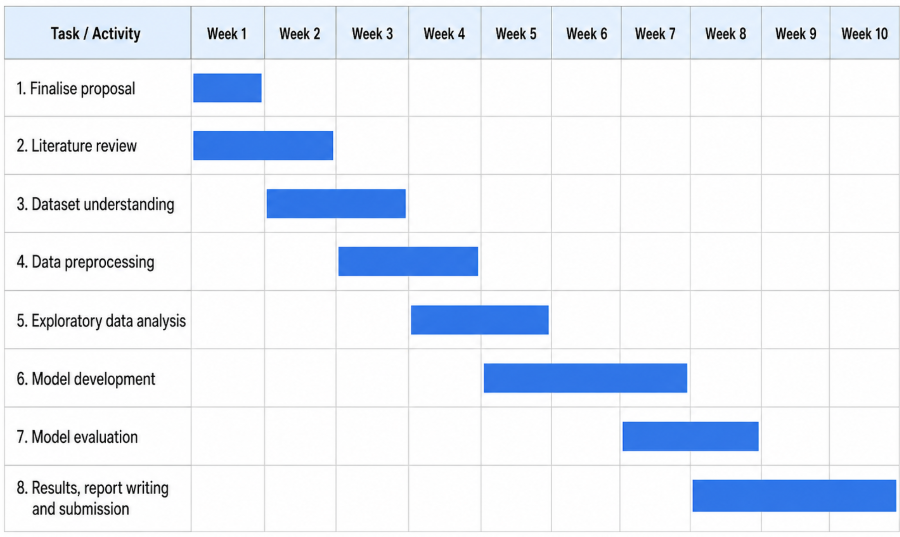 Task / Activity
Week 1
Week 2
Week 3
Week 4
Week 5
Week 6
Week 7
Week 8
Week 9
Week 10
1. Finalise proposal
2. Literature review
3. Dataset understanding
4. Data preprocessing
5. Exploratory data analysis
6. Model development
7. Model evaluation
8. Results, report writing
and submission